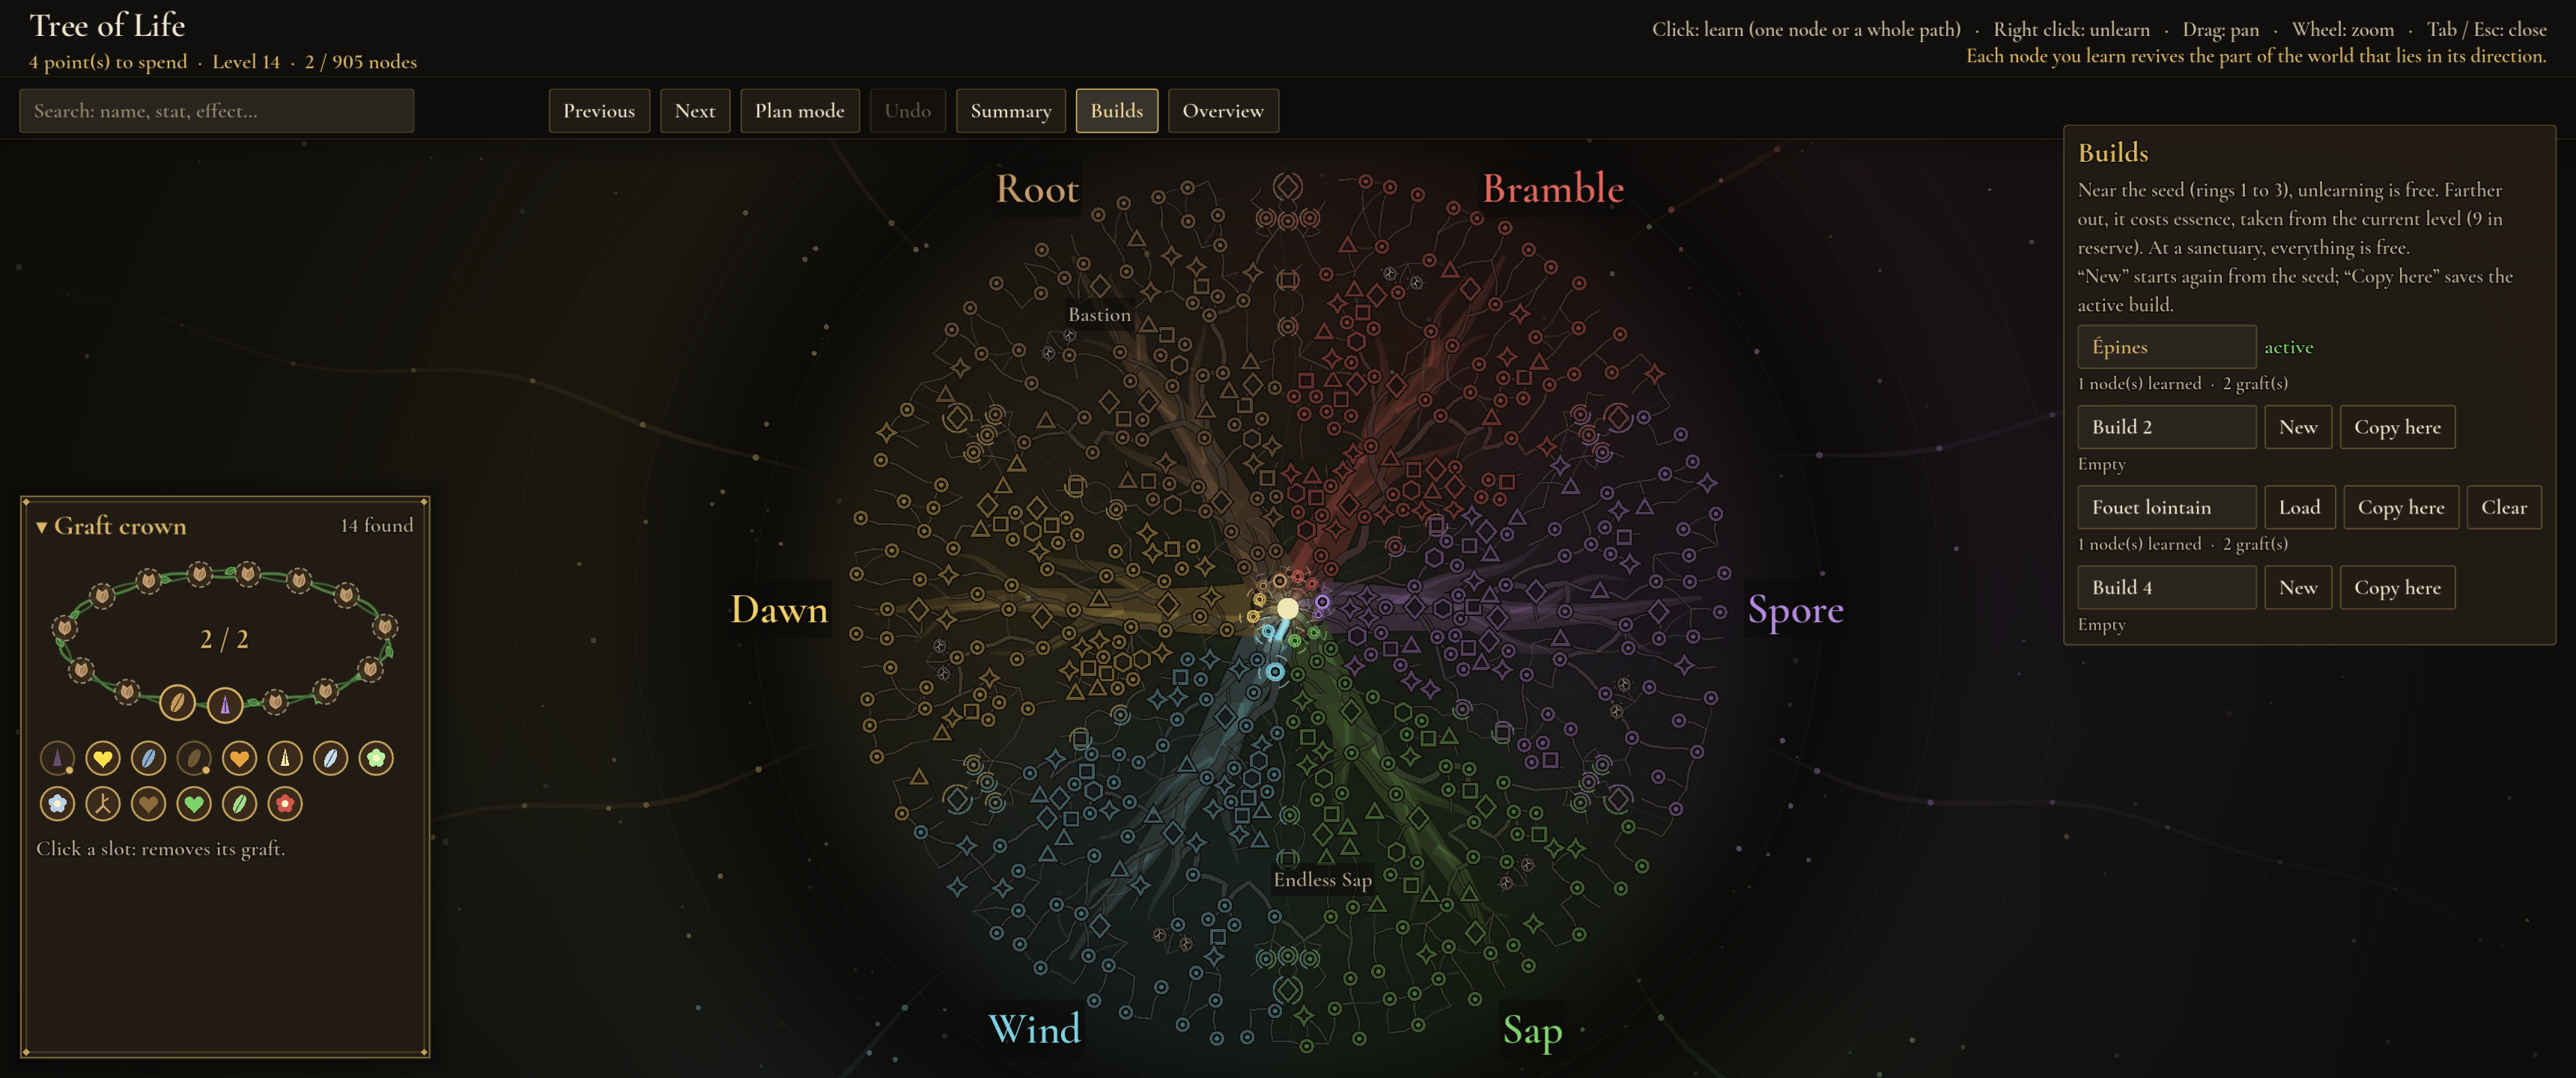 Tree of Life
4 point(s) to spend · Level 14 · 2 / 905 nodes
Click: learn (one node or a whole path) · Right click: unlearn · Drag: pan · Wheel: zoom · Tab / Esc: close
Each node you learn revives the part of the world that lies in its direction.
Search: name, stat, effect...
Previous
Next
Plan mode
Undo
Summary
Builds
Overview
Root
Bramble
Bastion
Dawn
Spore
Endless Sap
Wind
Sap
▾ Graft crown
14 found
2 / 2
Click a slot: removes its graft.
Builds
Near the seed (rings 1 to 3), unlearning is free. Farther
out, it costs essence, taken from the current level (9 in
reserve). At a sanctuary, everything is free.
“New” starts again from the seed; “Copy here” saves the
active build.
Épines active
1 node(s) learned · 2 graft(s)
Build 2 New Copy here
Empty
Fouet lointain Load Copy here Clear
1 node(s) learned · 2 graft(s)
Build 4 New Copy here
Empty